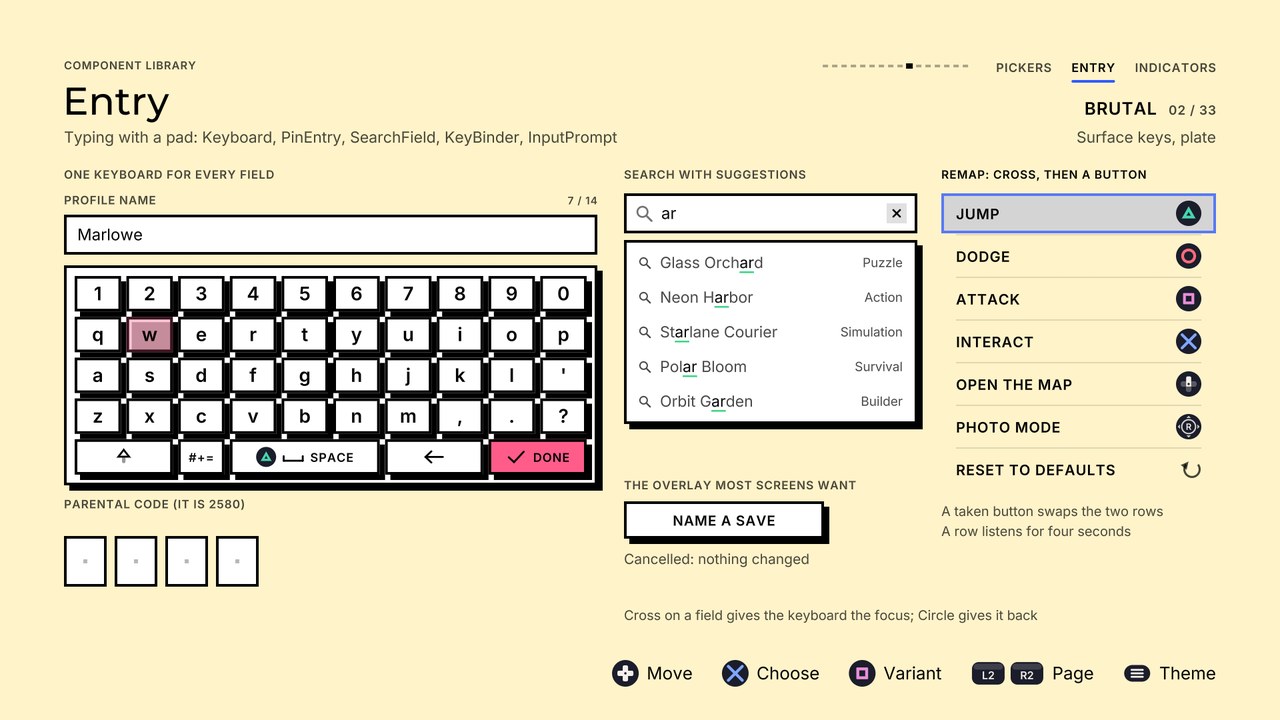 COMPONENT LIBRARY
PICKERS ENTRY INDICATORS
Entry
BRUTAL 02 / 33
Typing with a pad: Keyboard, PinEntry, SearchField, KeyBinder, InputPrompt
Surface keys, plate
ONE KEYBOARD FOR EVERY FIELD
PROFILE NAME 7 / 14
Marlowe
1 2 3 4 5 6 7 8 9 0
q w e r t y u i o p
a s d f g h j k l '
z x c v b n m , . ?
#+= SPACE DONE
PARENTAL CODE (IT IS 2580)
SEARCH WITH SUGGESTIONS
ar
Glass Orchard Puzzle
Neon Harbor Action
Starlane Courier Simulation
Polar Bloom Survival
Orbit Garden Builder
THE OVERLAY MOST SCREENS WANT
NAME A SAVE
Cancelled: nothing changed
Cross on a field gives the keyboard the focus; Circle gives it back
REMAP: CROSS, THEN A BUTTON
JUMP
DODGE
ATTACK
INTERACT
OPEN THE MAP
PHOTO MODE R
RESET TO DEFAULTS
A taken button swaps the two rows
A row listens for four seconds
Move Choose Variant L2 R2 Page Theme